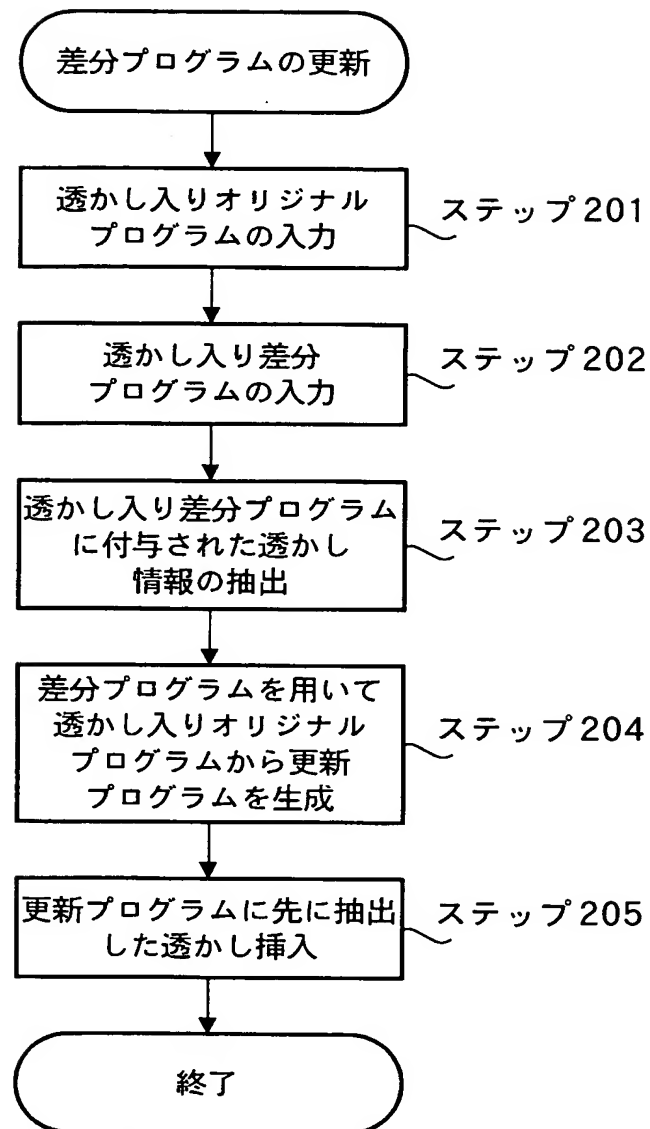 差分プログラムの更新
透かし入りオリジナル
プログラムの入力
ステップ201
透かし入り差分
プログラムの入力
ステップ202
透かし入り差分プログラム
に付与された透かし
情報の抽出
ステップ203
差分プログラムを用いて
透かし入りオリジナル
プログラムから更新
プログラムを生成
ステップ204
更新プログラムに先に抽出
した透かし挿入
ステップ205
終了